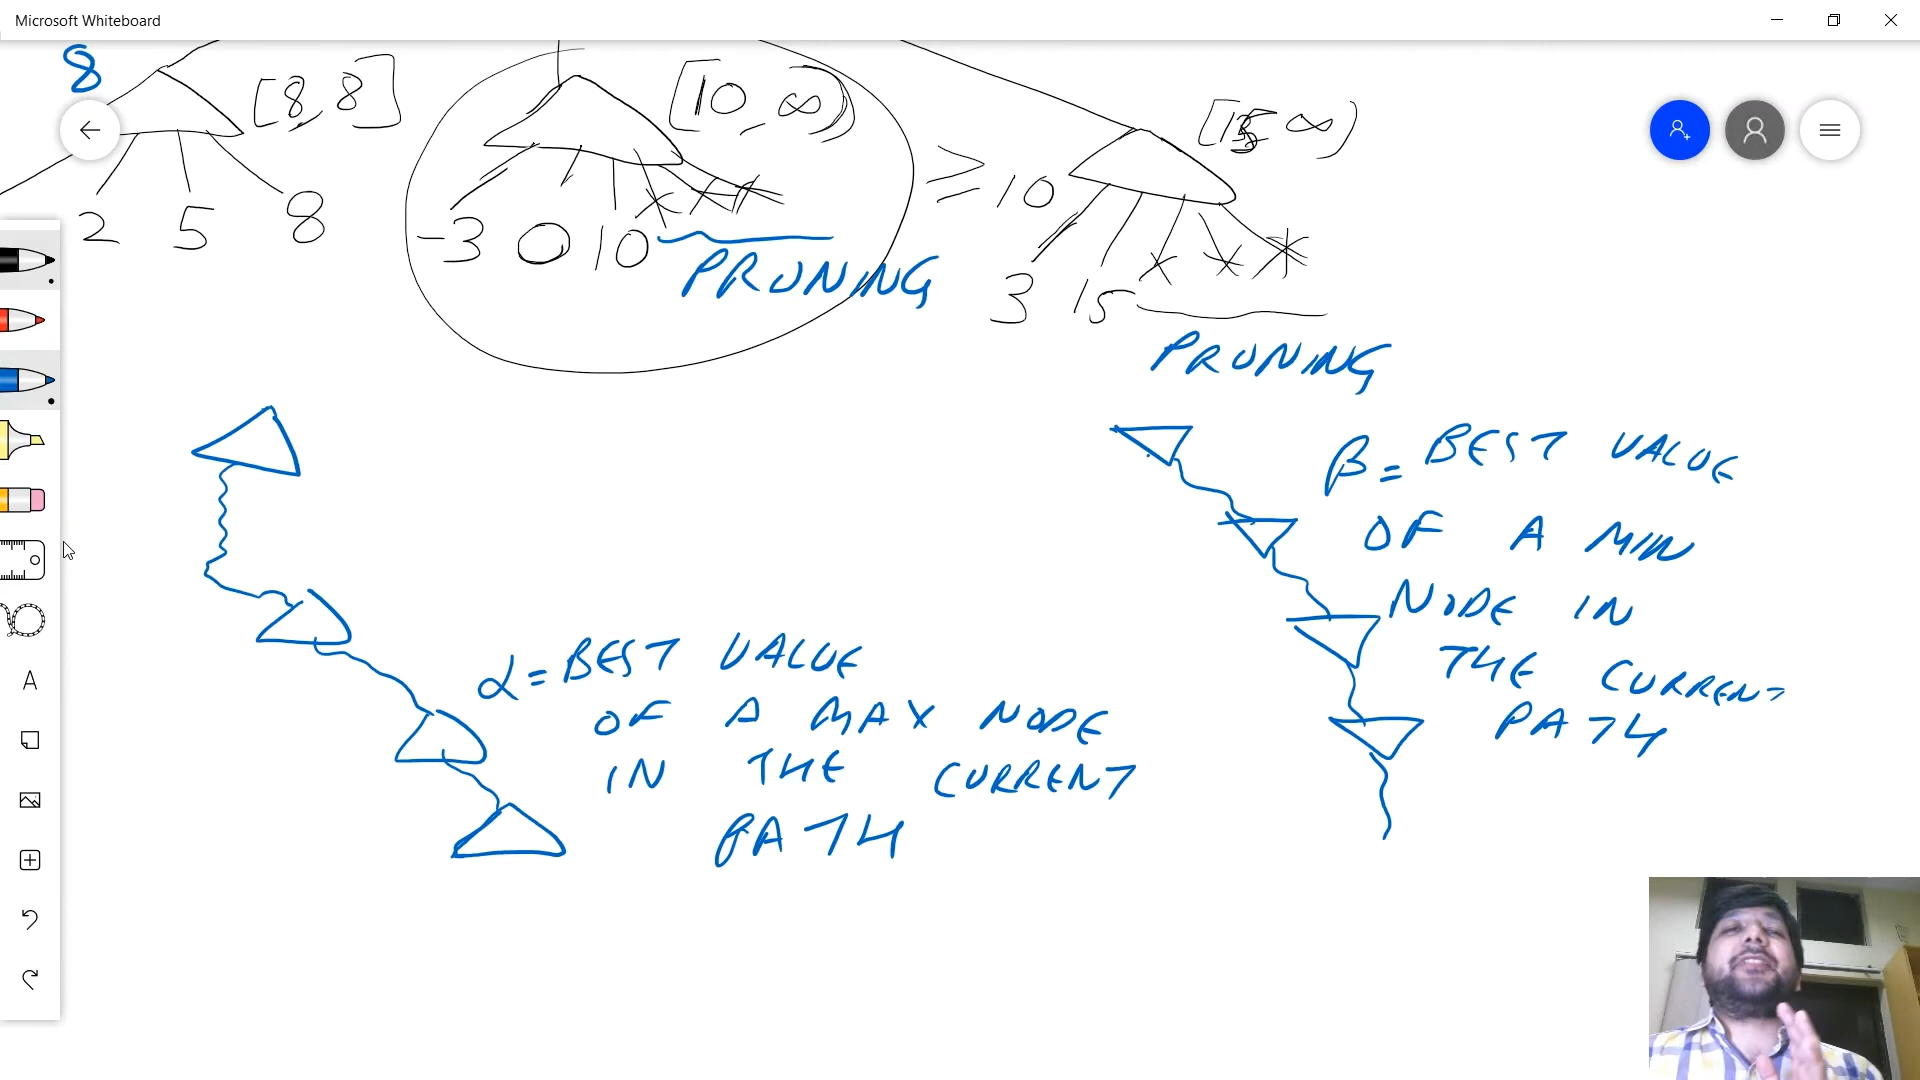 Microsoft Whiteboard
8
[8, 8]
[10, ∞)
[15 ∞)
≥ 10
2 5 8
-3 0 10
PRUNING
3 15
PRUNING
β = BEST VALUE
OF A MIN
NODE IN
THE CURRENT
PATH
α = BEST VALUE
OF A MAX NODE
IN THE CURRENT
PATH
A